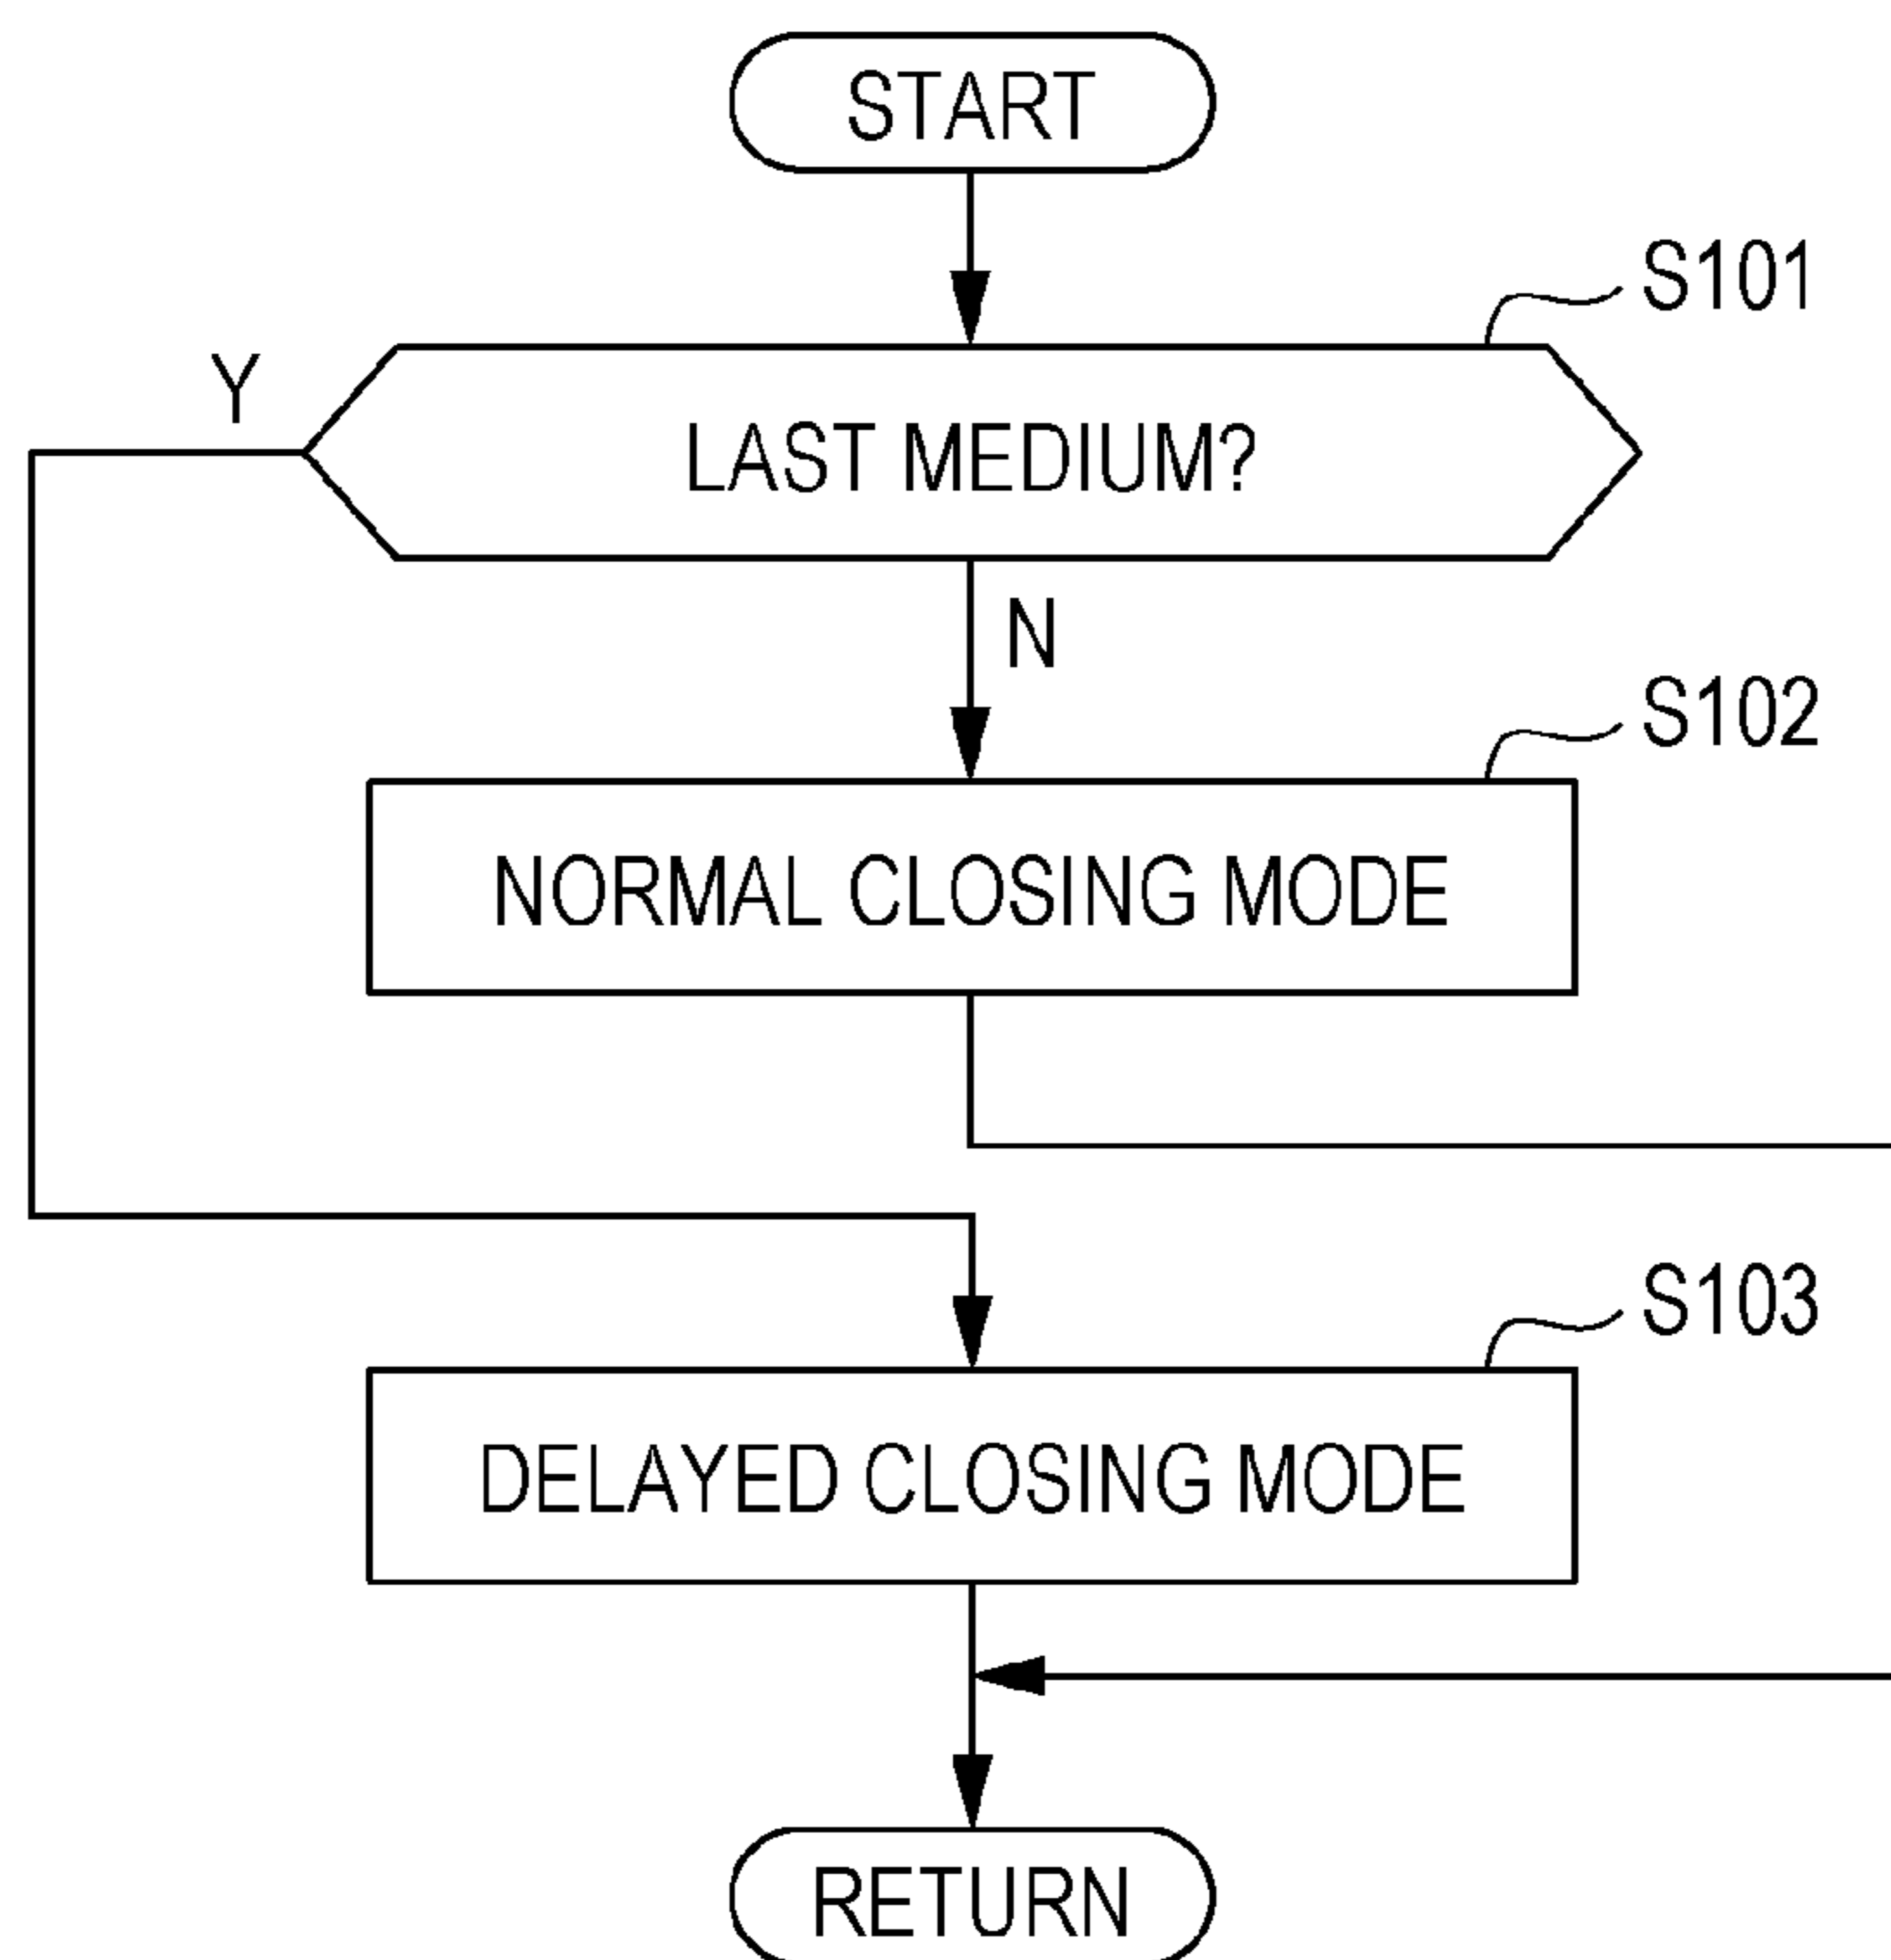 START
S101
Y
LAST MEDIUM?
N
S102
NORMAL CLOSING MODE
S103
DELAYED CLOSING MODE
RETURN